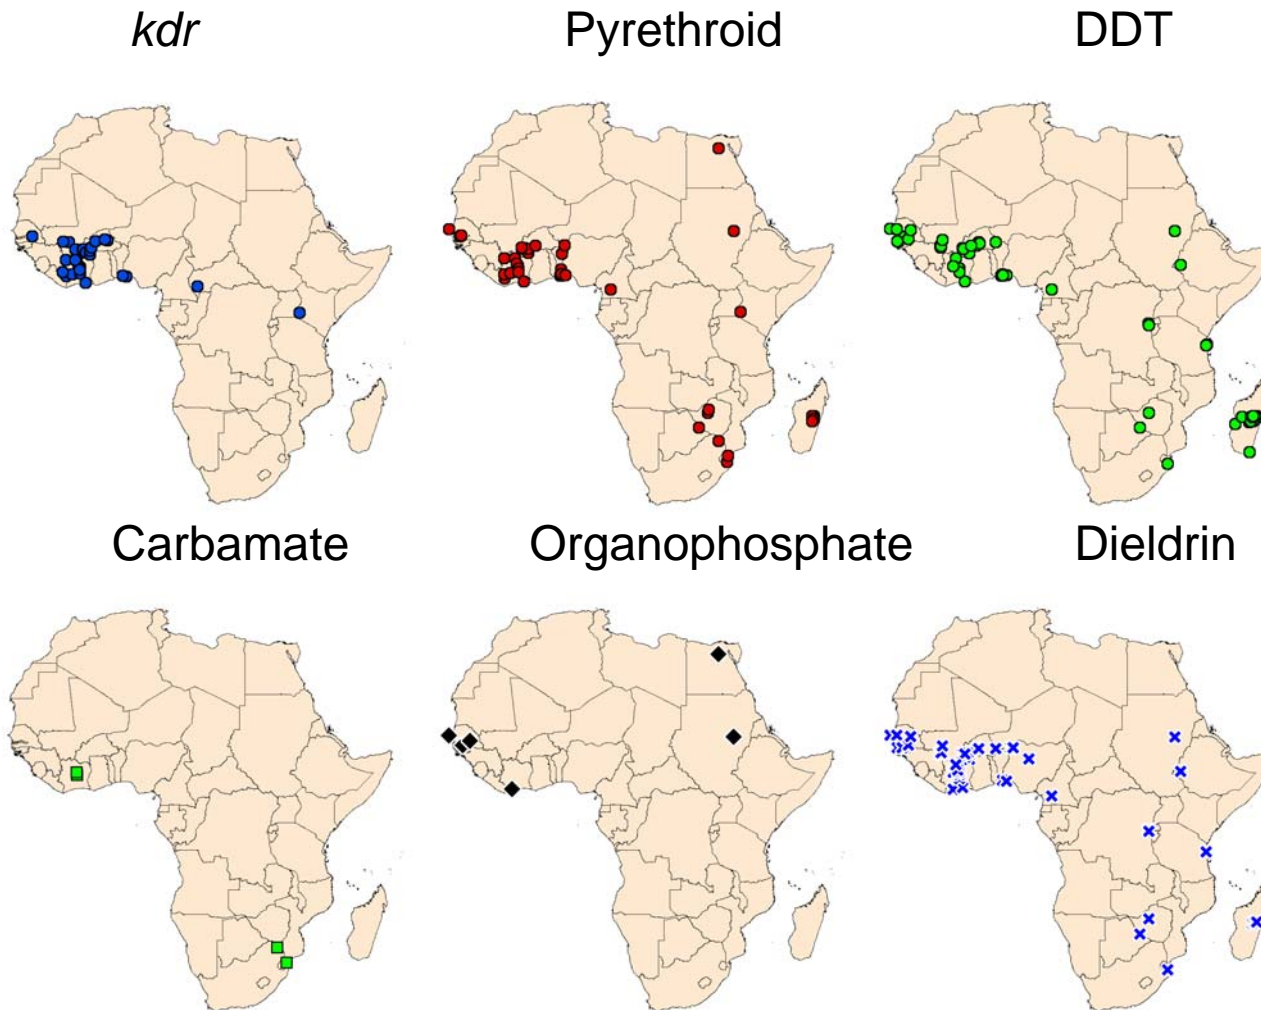 kdr
Pyrethroid
DDT
Carbamate
Organophosphate
Dieldrin